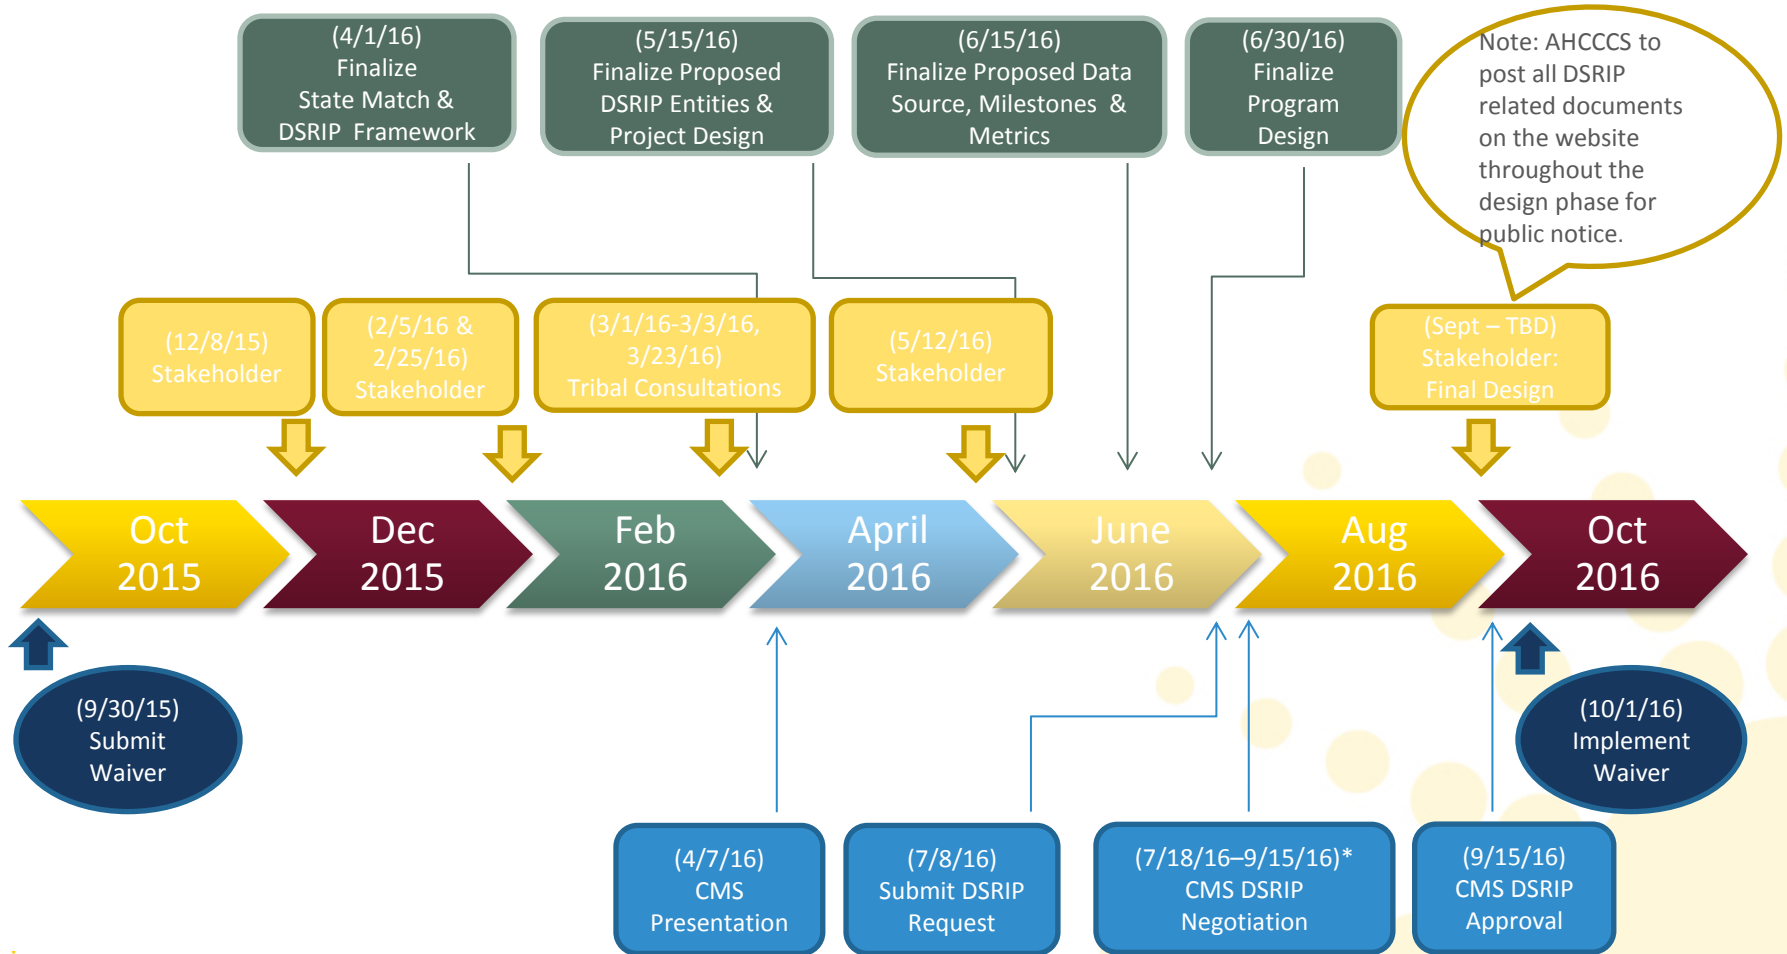 (4/1/16)
Finalize
State Match &
DSRIP Framework
(5/15/16)
Finalize Proposed
DSRIP Entities &
Project Design
(6/15/16)
Finalize Proposed Data
Source, Milestones &
Metrics
(6/30/16)
Finalize
Program
Design
Note: AHCCCS to
post all DSRIP
related documents
on the website
throughout the
design phase for
public notice.
(12/8/15)
Stakeholder
(2/5/16 &
2/25/16)
Stakeholder
(3/1/16-3/3/16,
3/23/16)
Tribal Consultations
(5/12/16)
Stakeholder
(Sept – TBD)
Stakeholder:
Final Design
Oct
2015
Dec
2015
Feb
2016
April
2016
June
2016
Aug
2016
Oct
2016
(9/30/15)
Submit
Waiver
(10/1/16)
Implement
Waiver
(4/7/16)
CMS
Presentation
(7/8/16)
Submit DSRIP
Request
(7/18/16–9/15/16)*
CMS DSRIP
Negotiation
(9/15/16)
CMS DSRIP
Approval